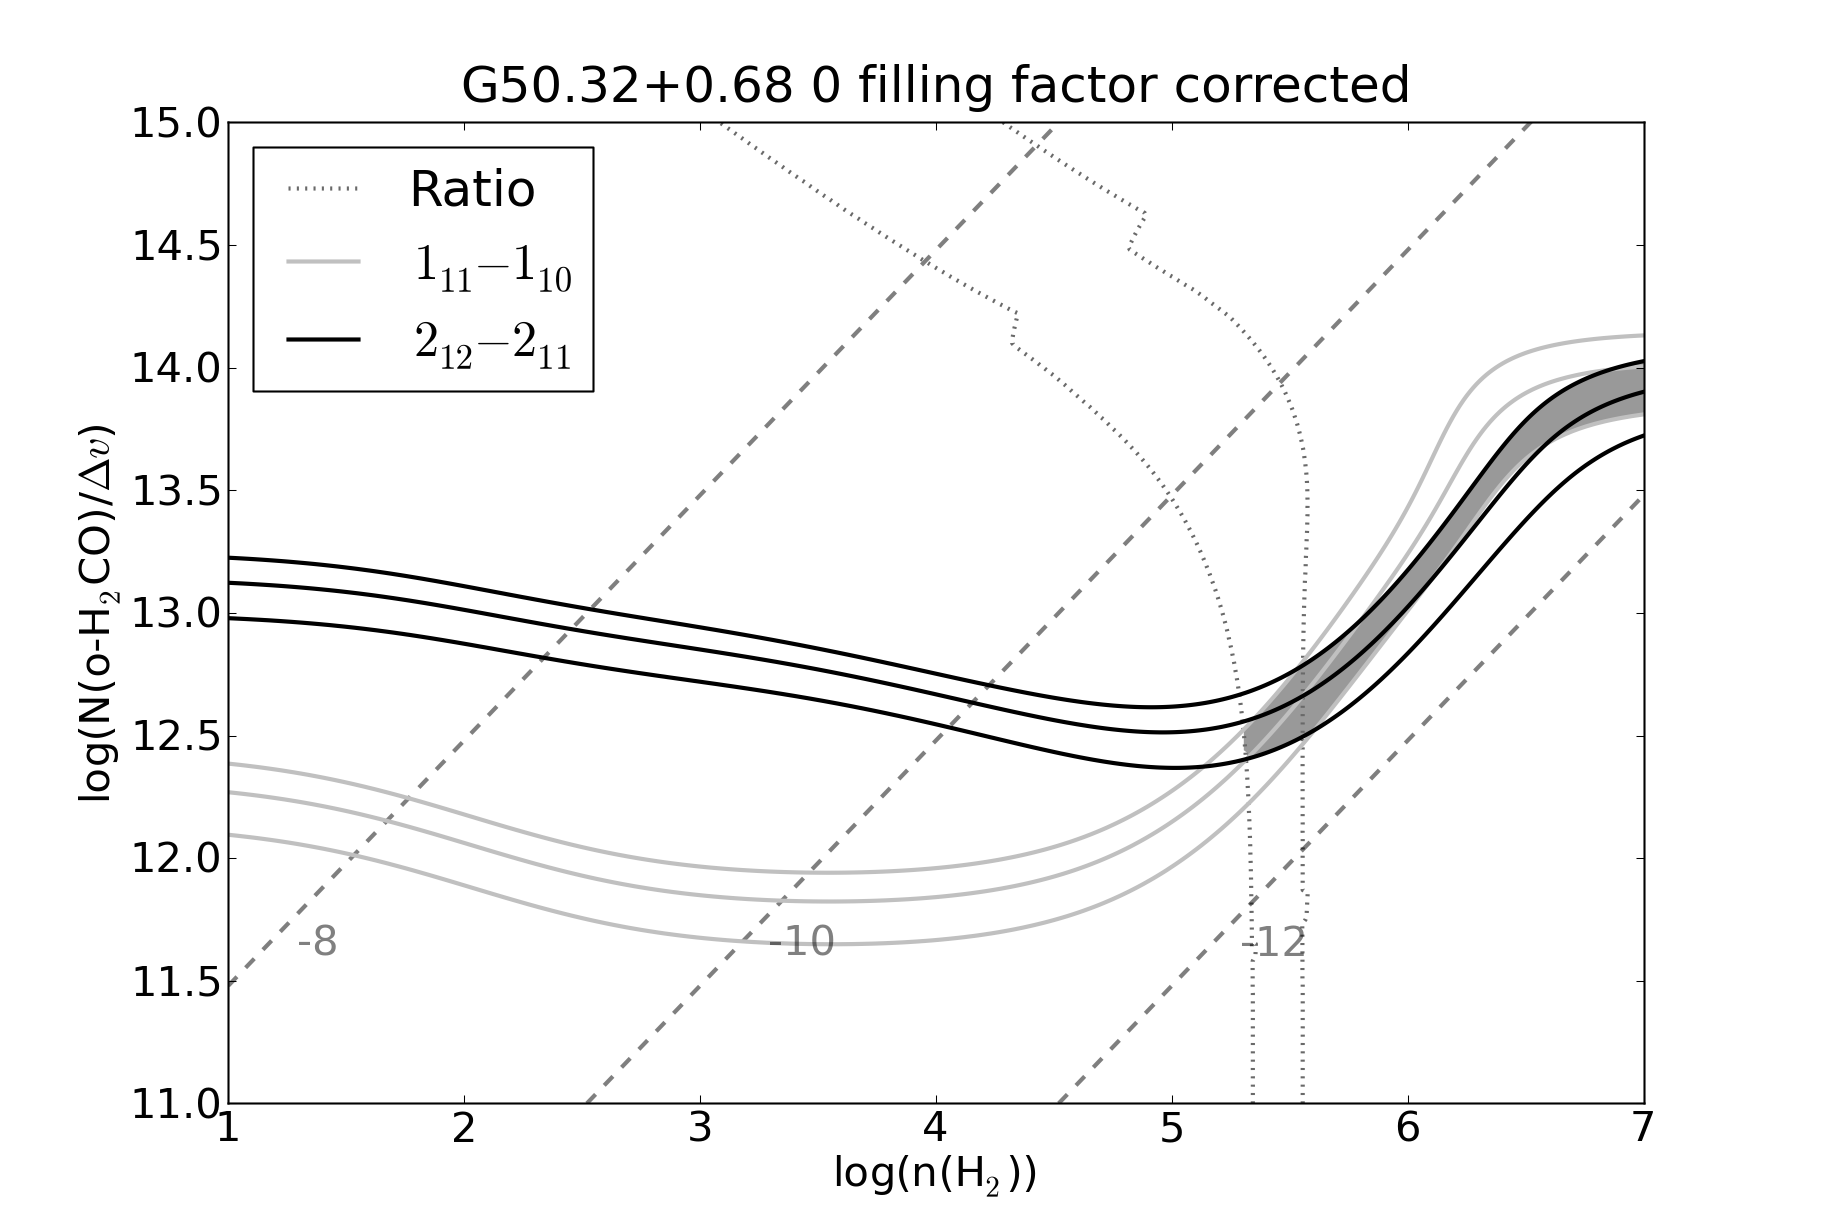 G50.32+0.68 0 filling factor corrected
15.0
14.5
14.0
13.5
13.0
12.5
12.0
11.5
11.0
log(N(o-H₂CO)/Δv)
Ratio
1₁₁−1₁₀
2₁₂−2₁₁
-8
-10
-12
1 2 3 4 5 6 7
log(n(H₂))